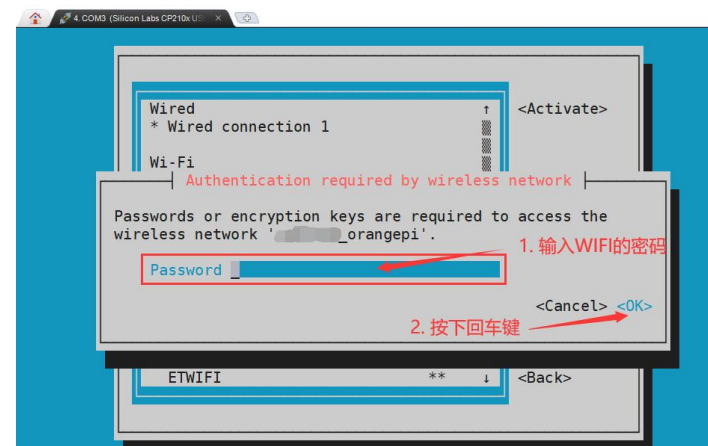 4. COM3 (Silicon Labs CP210x US
Wired
* Wired connection 1
Wi-Fi
<Activate>
Authentication required by wireless network
Passwords or encryption keys are required to access the
wireless network '_orangepi'.
1. 输入WIFI的密码
Password
<Cancel> <OK>
2. 按下回车键
ETWIFI **
<Back>